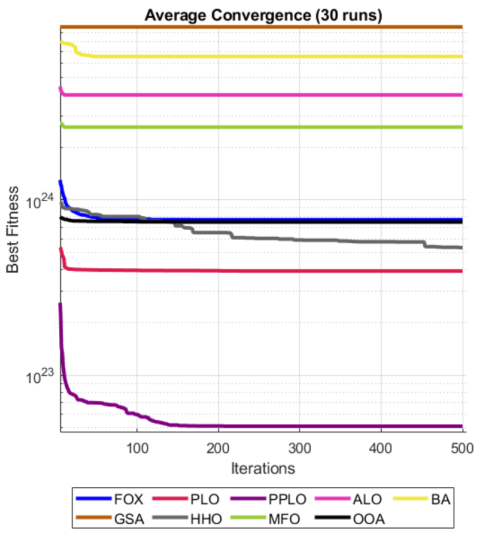 Average Convergence (30 runs)
Best Fitness
10^24
10^23
100 200 300 400 500
Iterations
FOX PLO PPLO ALO BA
GSA HHO MFO OOA